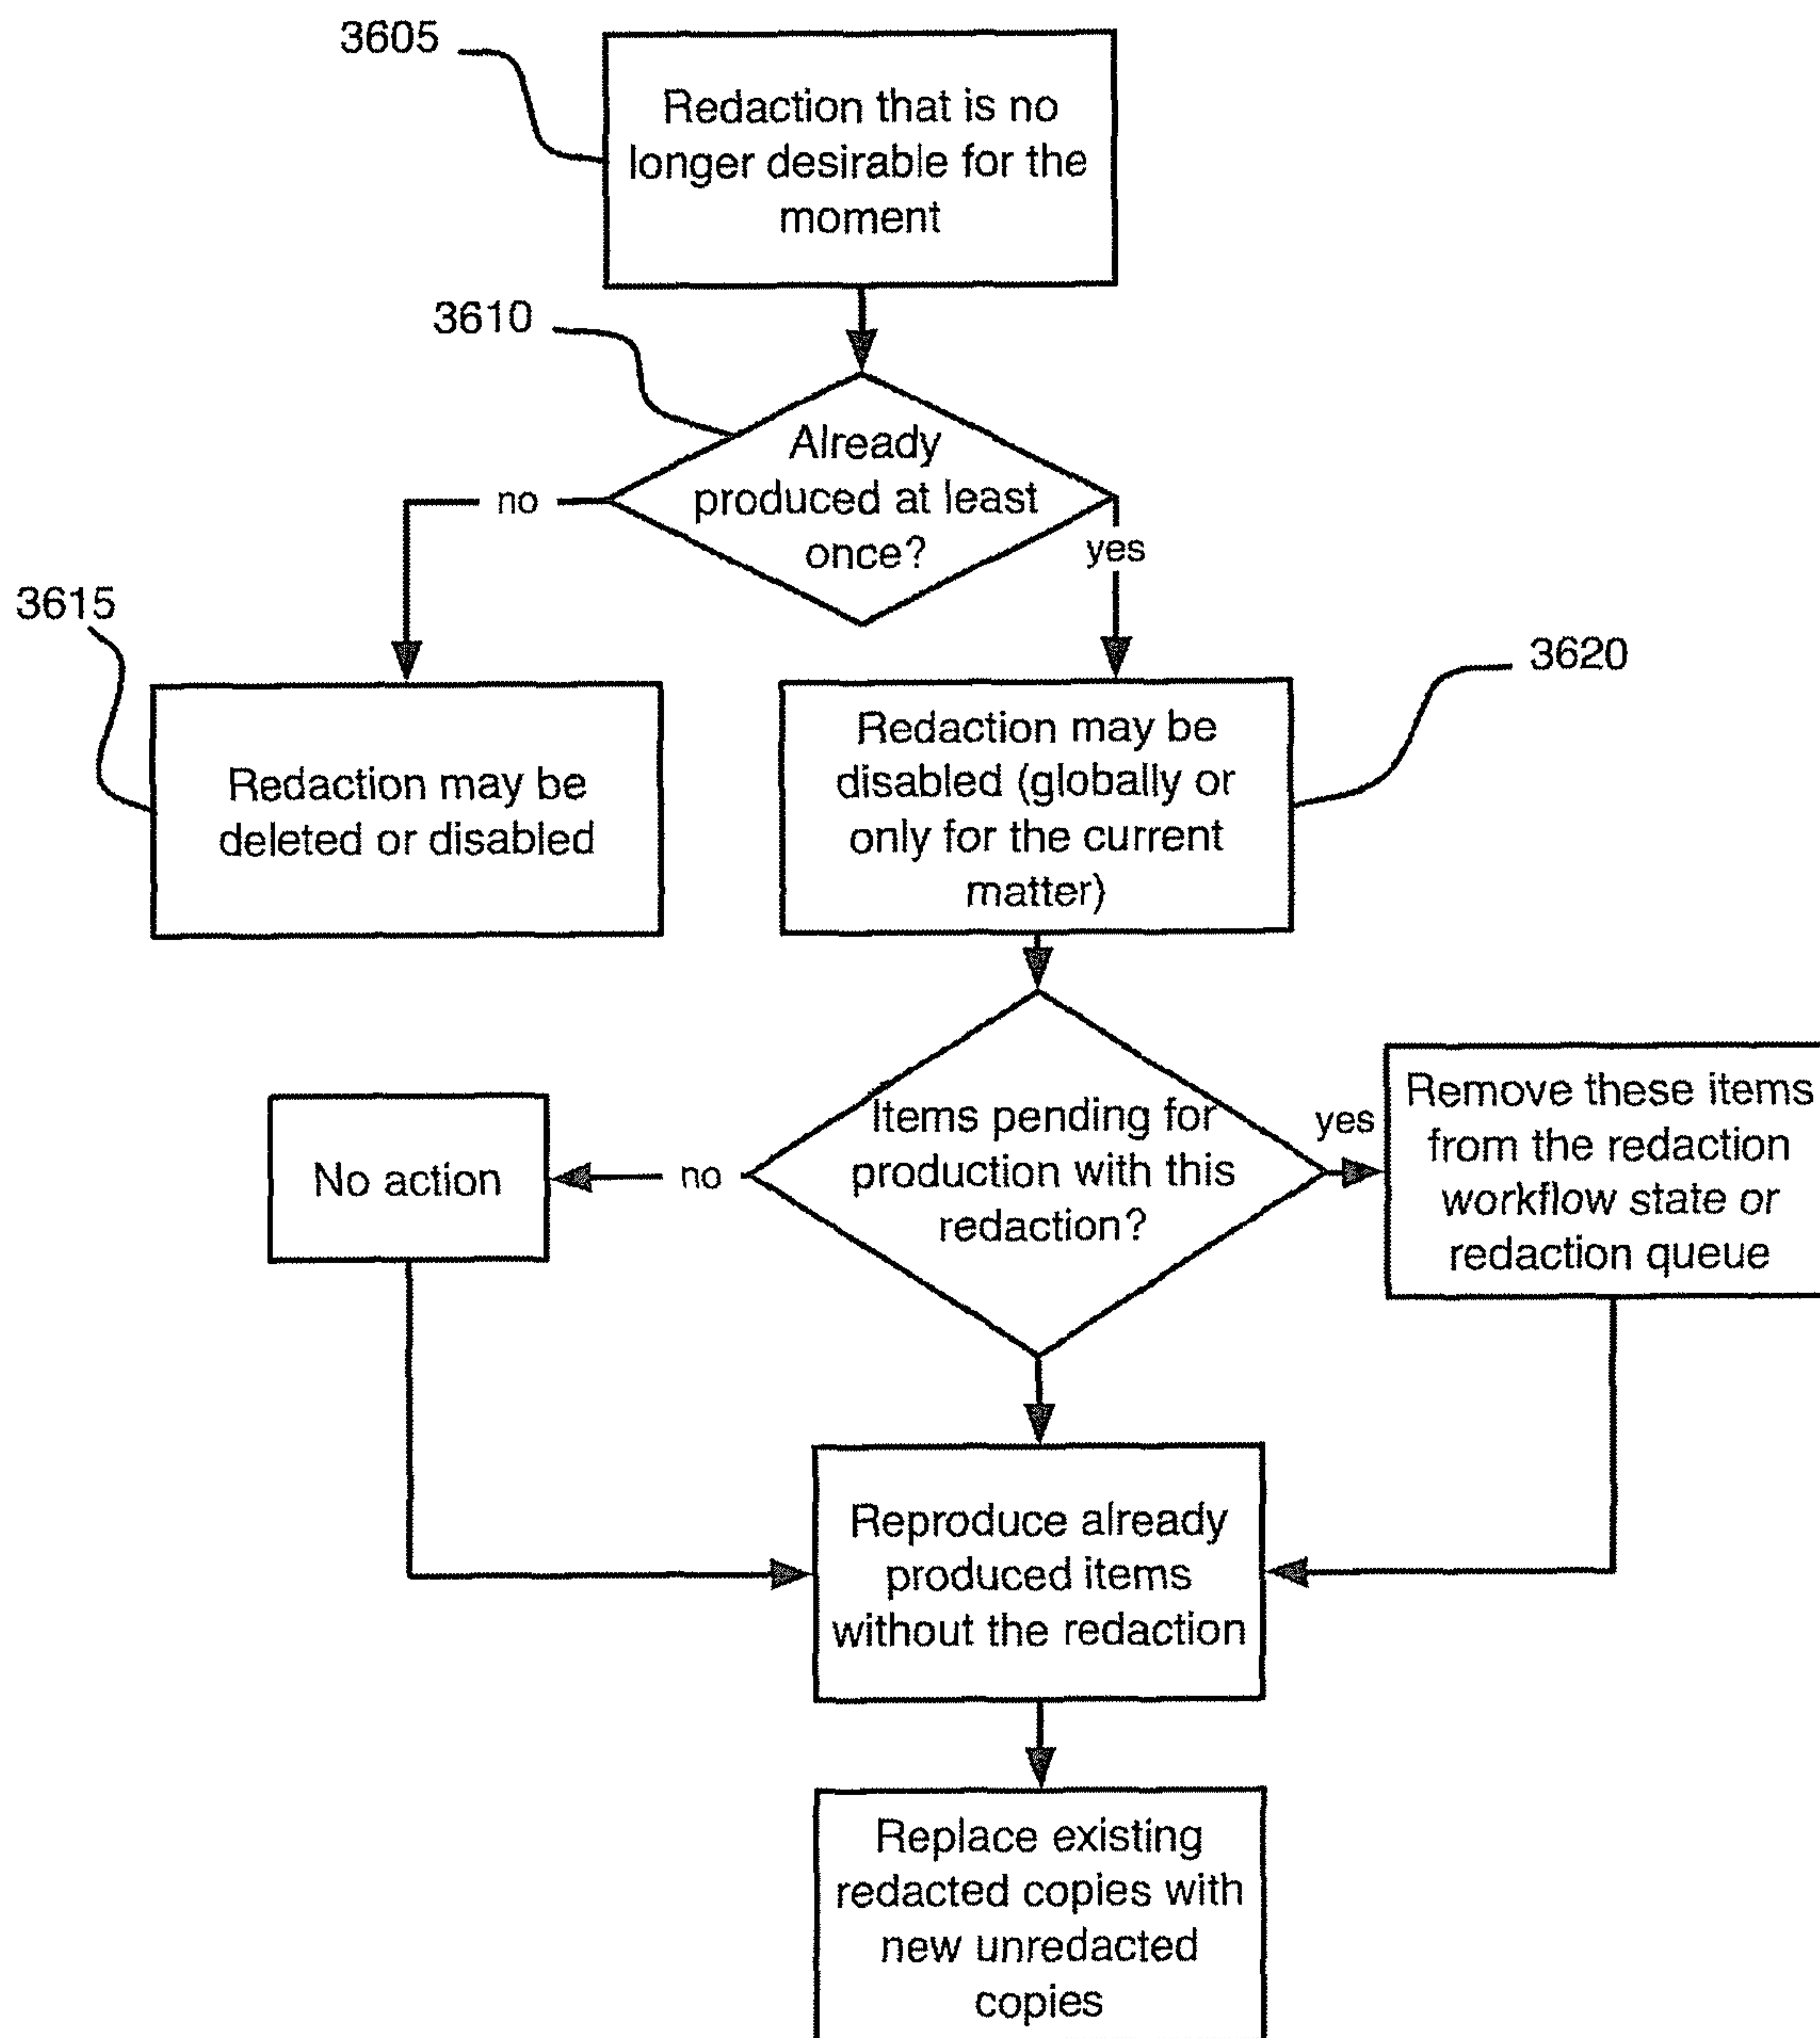 3605
Redaction that is no
longer desirable for the
moment
3610
Already
produced at least
once?
no
yes
3615
3620
Redaction may be
deleted or disabled
Redaction may be
disabled (globally or
only for the current
matter)
Items pending for
production with this
redaction?
no
yes
No action
Remove these items
from the redaction
workflow state or
redaction queue
Reproduce already
produced items
without the redaction
Replace existing
redacted copies with
new unredacted
copies